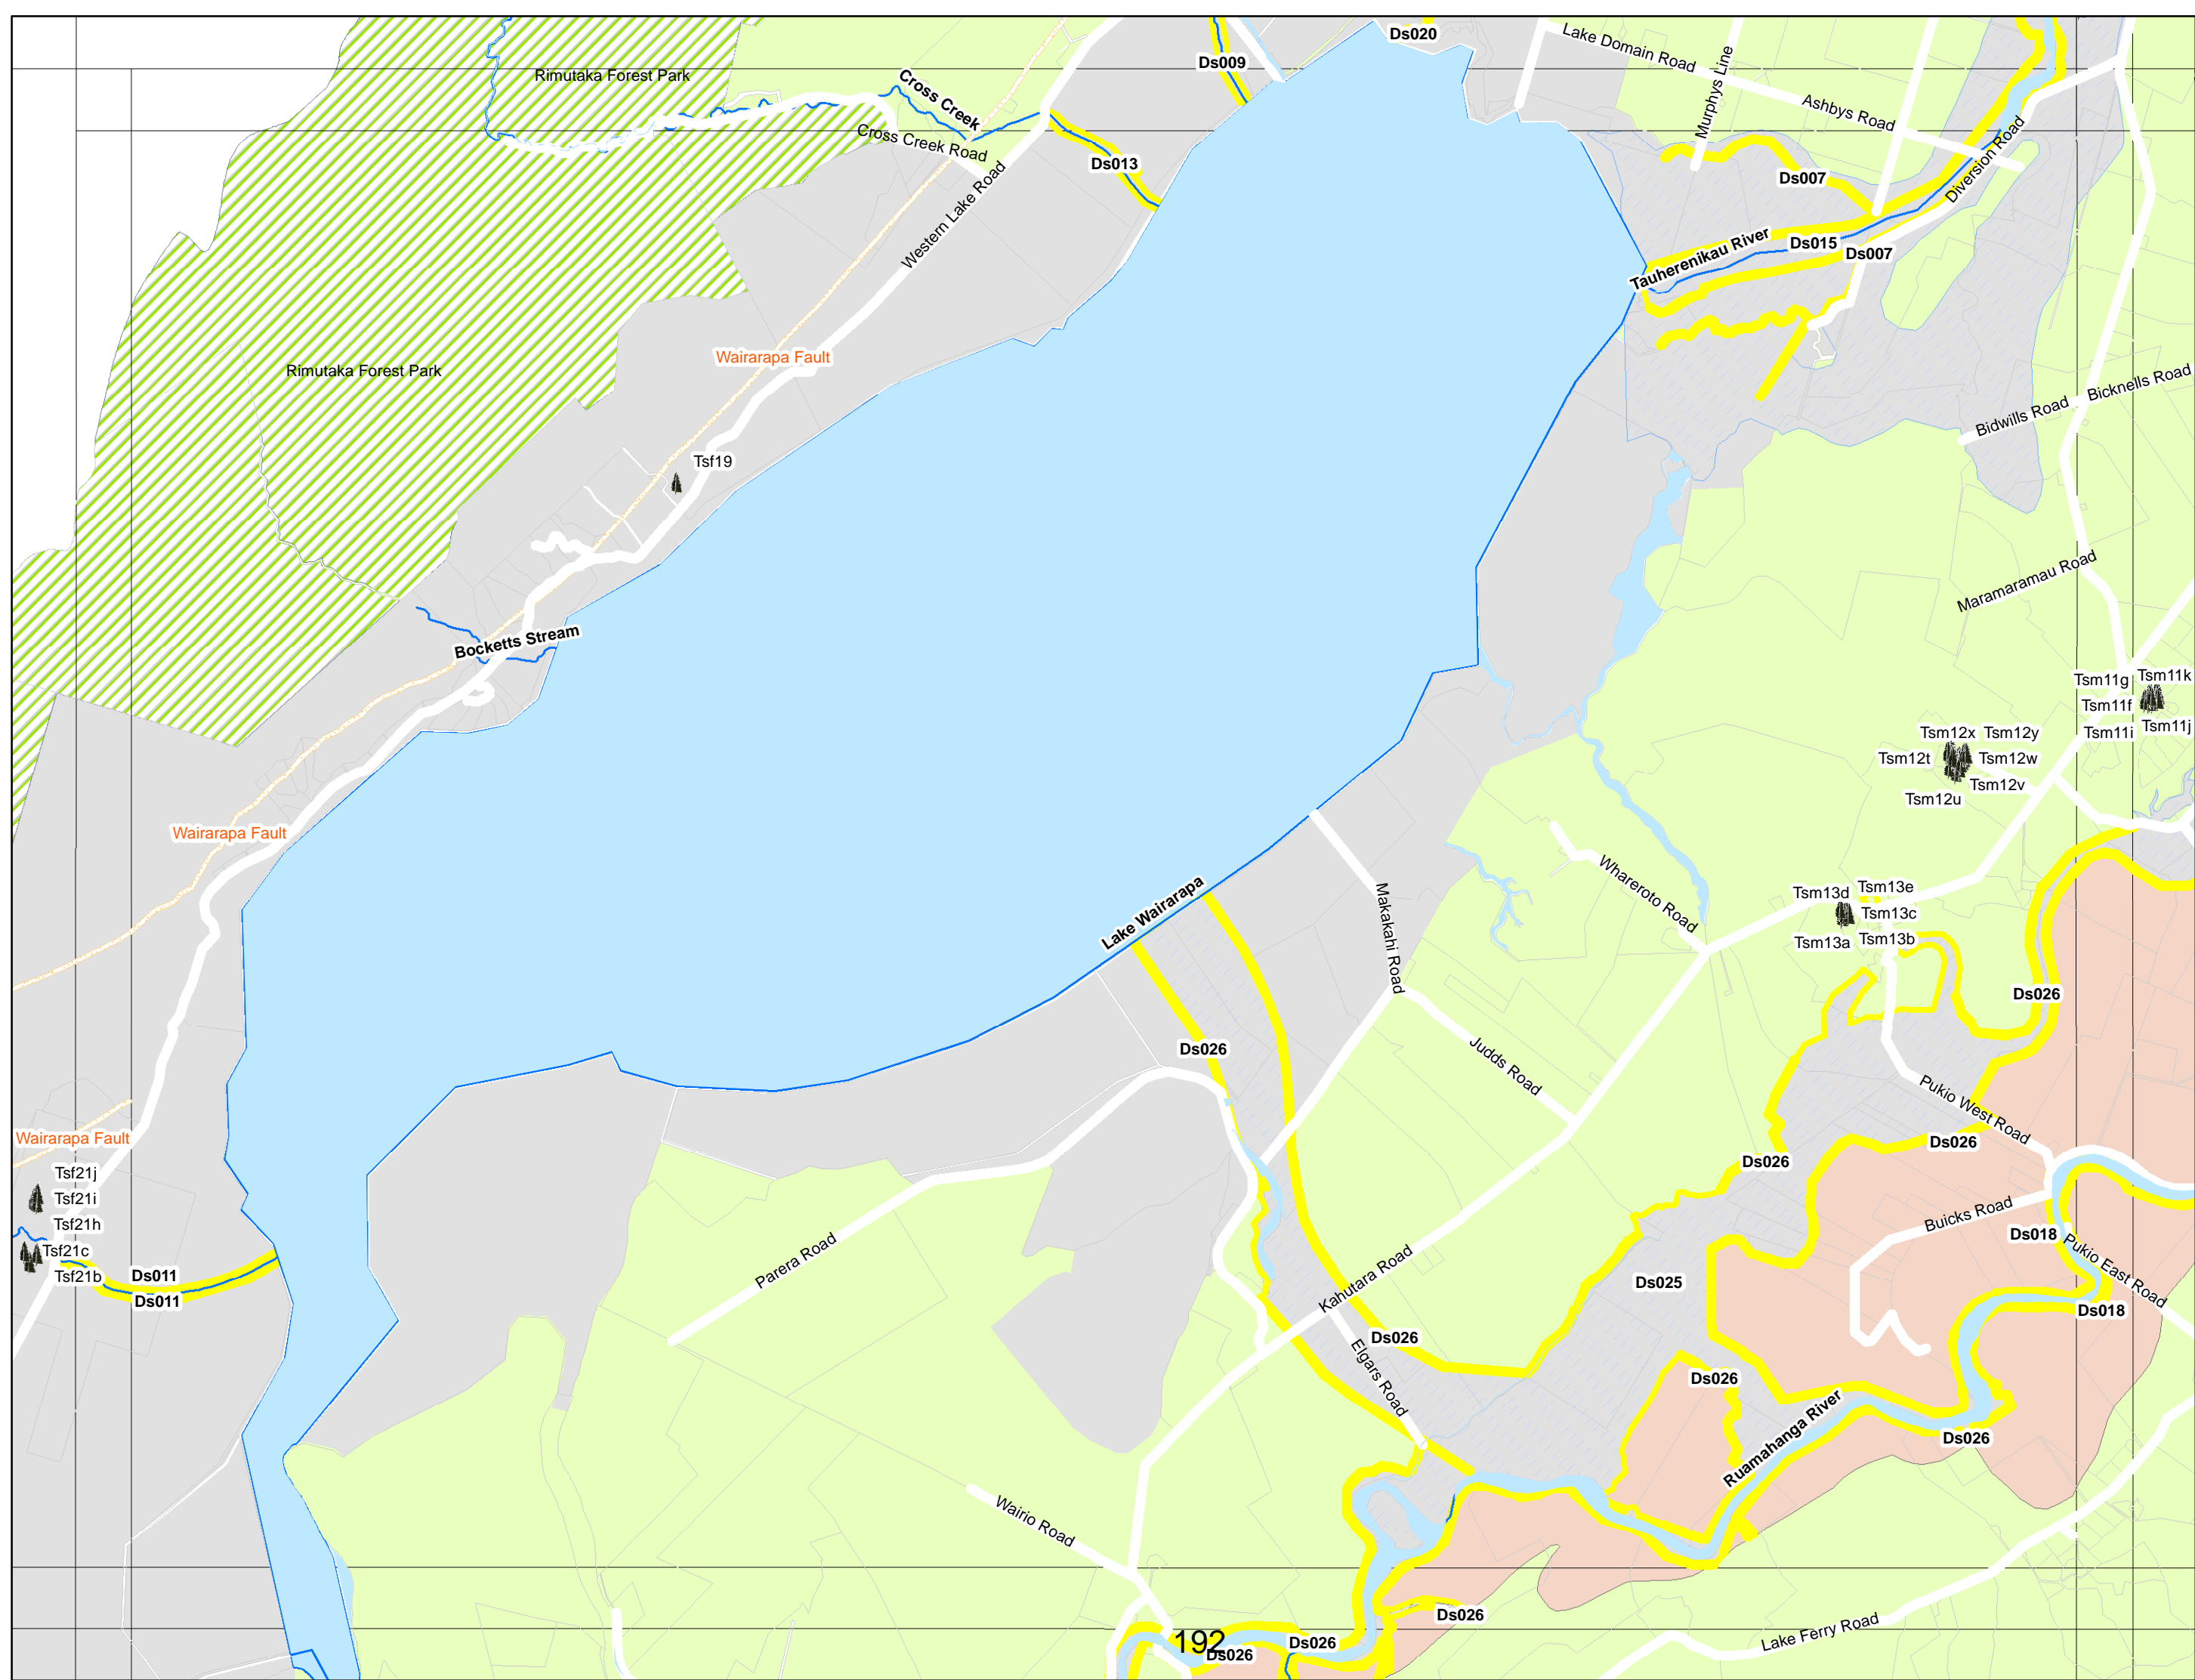 Ds020
Lake Domain Road
Ds009
Rimutaka Forest Park
Murphys Line
Cross Creek
Ashbys Road
Cross Creek Road
Ds013
Diversion Road
Ds007
Western Lake Road
Tauherenikau River
Ds015
Ds007
Wairarapa Fault
Rimutaka Forest Park
Bicknells Road
Bidwills Road
Tsf19
Maramaramau Road
Bocketts Stream
Tsm11g
Tsm11k
Tsm11f
Tsm11j
Tsm11i
Tsm12x
Tsm12y
Tsm12t
Tsm12w
Tsm12v
Tsm12u
Wairarapa Fault
Whareroto Road
Tsm13d
Tsm13e
Tsm13c
Tsm13a
Tsm13b
Lake Wairarapa
Makakahi Road
Ds026
Ds026
Judds Road
Pukio West Road
Wairarapa Fault
Ds026
Ds026
Tsf21j
Tsf21i
Tsf21h
Tsf21c
Tsf21b
Ds011
Ds011
Parera Road
Kahutara Road
Buicks Road
Ds018
Pukio East Road
Ds025
Ds018
Ds026
Elgars Road
Ds026
Ruamahanga River
Ds026
Wairio Road
Ds026
Lake Ferry Road
192
Ds026
Ds026